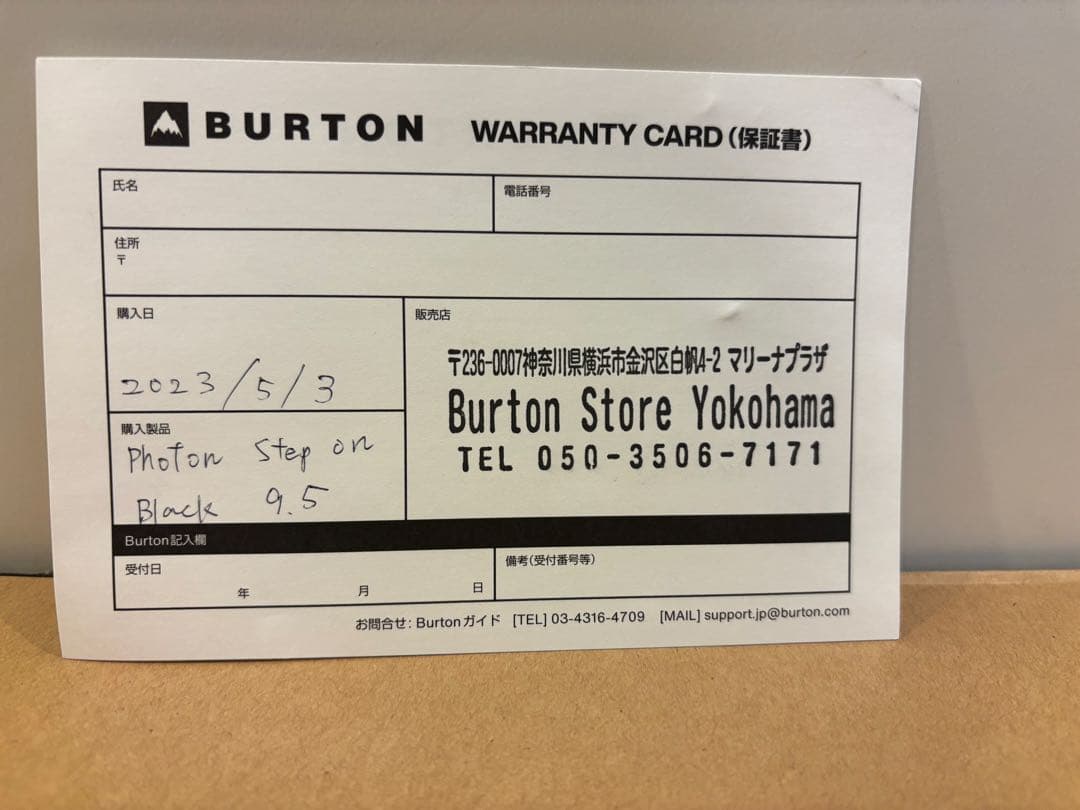 BURTON WARRANTY CARD(保証書)
氏名
電話番号
住所
〒
購入日
2023/5/3
販売店
〒236-0007神奈川県横浜市金沢区白帆4-2 マリーナプラザ
Burton Store Yokohama
TEL 050-3506-7171
購入製品
Photon Step on
Black 9.5
Burton記入欄
受付日
年 月 日
備考(受付番号等)
お問合せ: Burtonガイド [TEL] 03-4316-4709 [MAIL] support.jp@burton.com